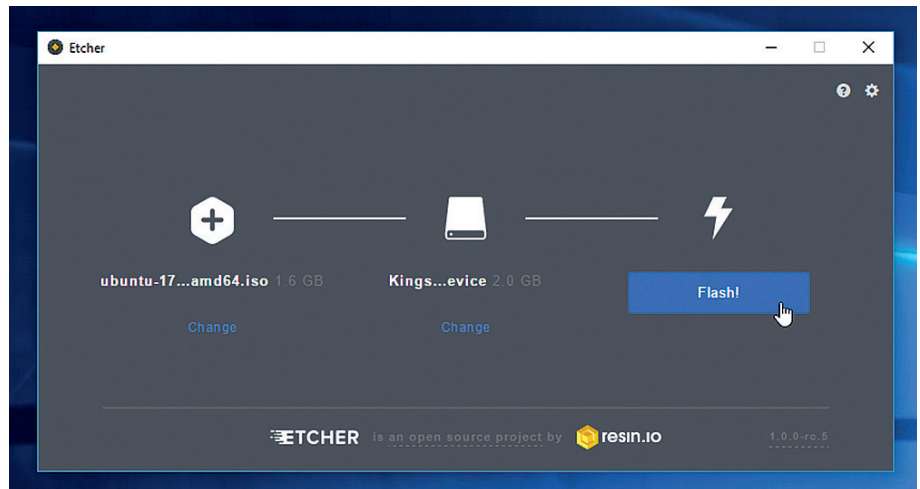 Etcher
ubuntu-17...amd64.iso 1.6 GB
Kings...evice 2.0 GB
Flash!
Change
Change
ETCHER is an open source project by resin.io 1.0.0-rc.5